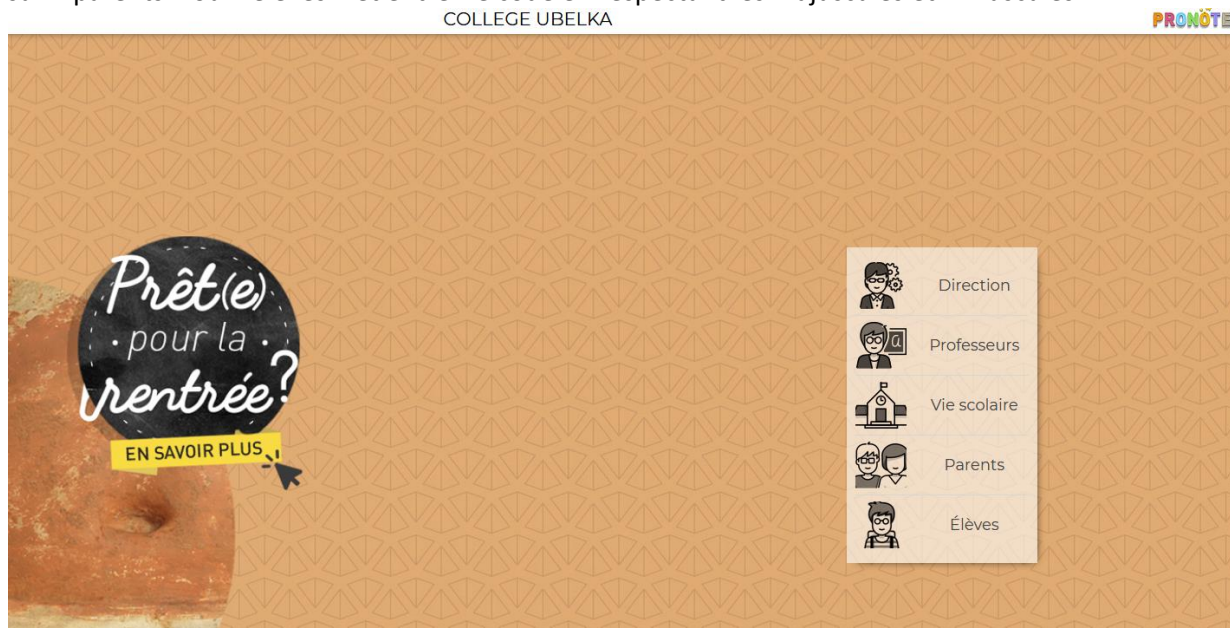 COLLEGE UBELKA
PRONOTE
Prêt(e)
· pour la ·
rentrée?
EN SAVOIR PLUS
Direction
Professeurs
Vie scolaire
Parents
Élèves